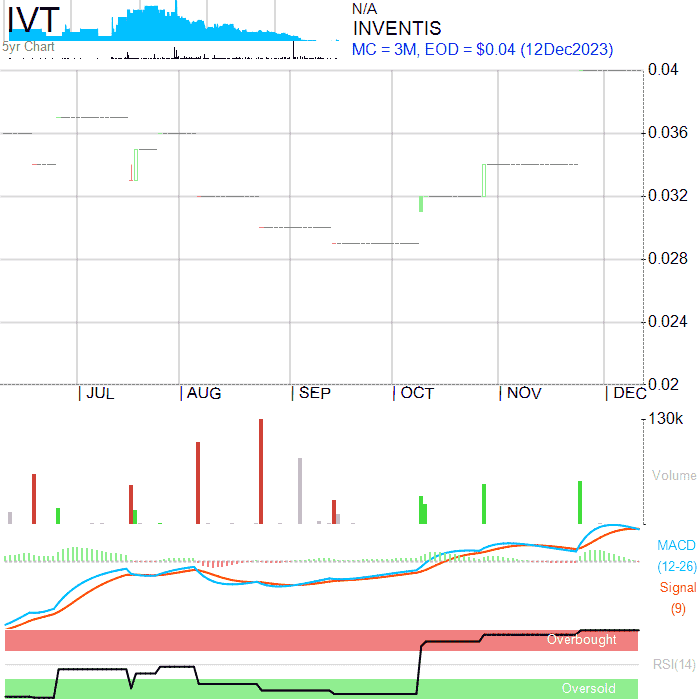 IVT
N/A
INVENTIS
5yr Chart
MC = 3M, EOD = $0.04 (12Dec2023)
0.04
0.036
0.032
0.028
0.024
0.02
JUL
AUG
SEP
OCT
NOV
DEC
130k
Volume
MACD
(12-26)
Signal
(9)
Overbought
RSI(14)
Oversold